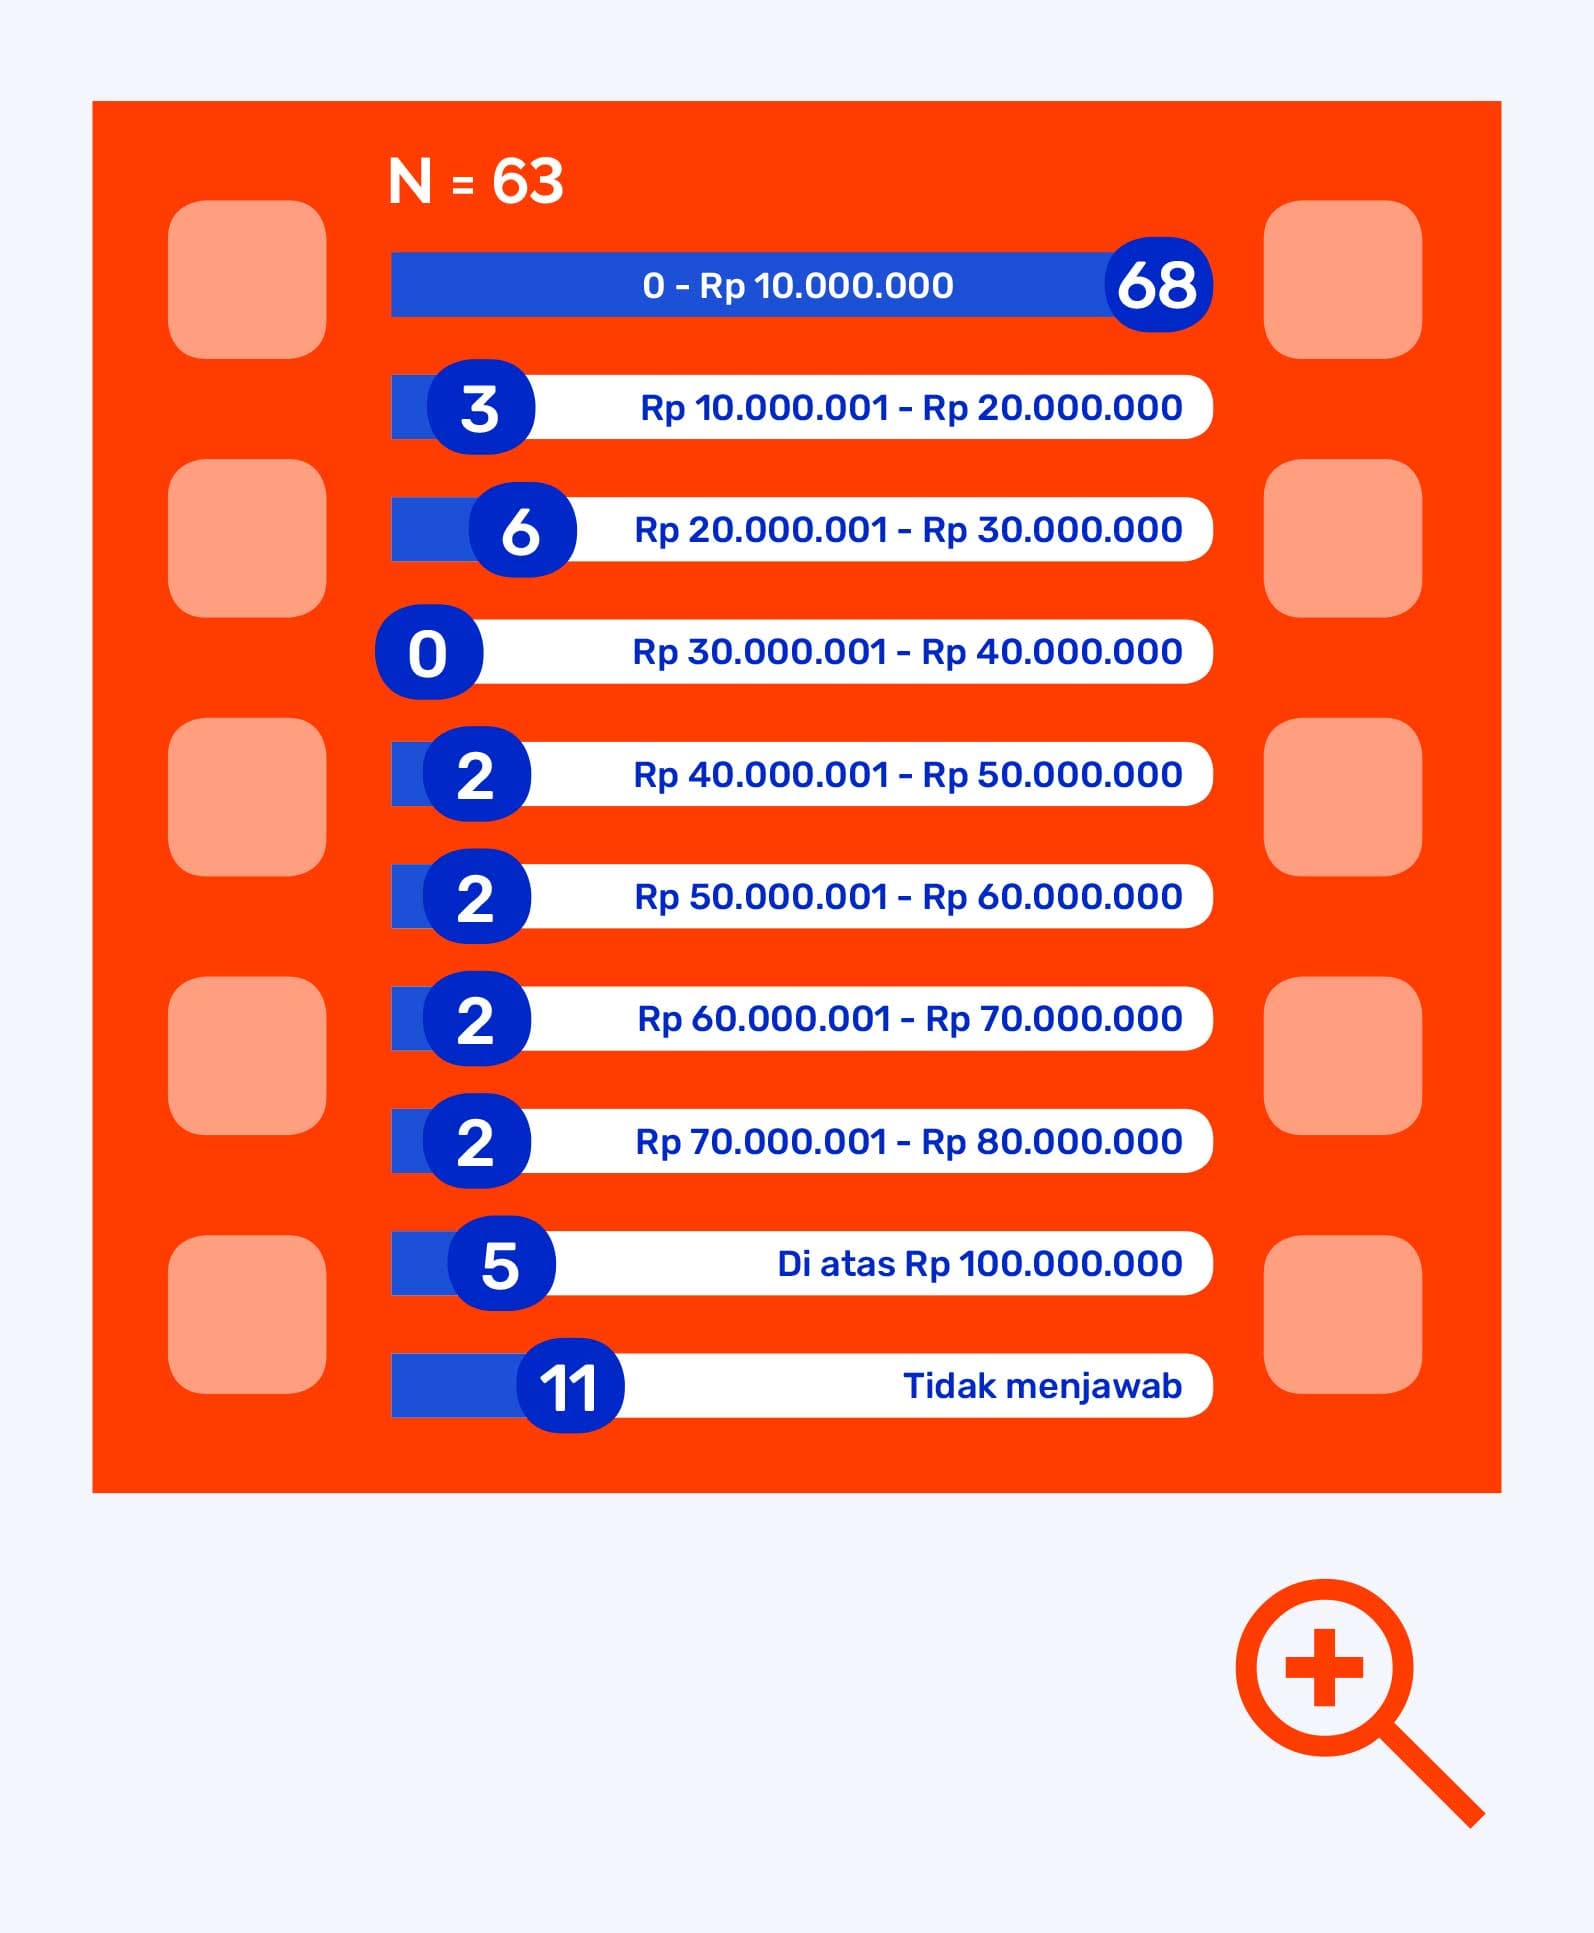 N = 63
0 - Rp 10.000.000 68
3 Rp 10.000.001 - Rp 20.000.000
6 Rp 20.000.001 - Rp 30.000.000
0 Rp 30.000.001 - Rp 40.000.000
2 Rp 40.000.001 - Rp 50.000.000
2 Rp 50.000.001 - Rp 60.000.000
2 Rp 60.000.001 - Rp 70.000.000
2 Rp 70.000.001 - Rp 80.000.000
5 Di atas Rp 100.000.000
11 Tidak menjawab